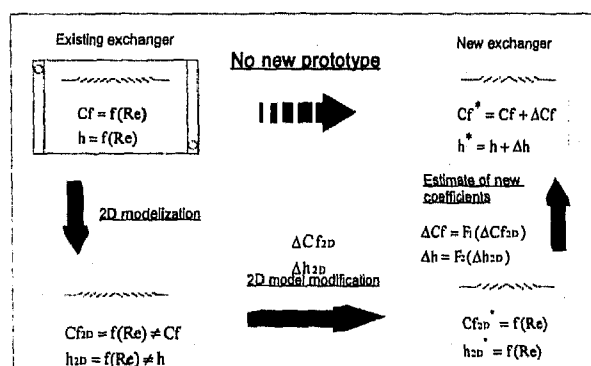 Existing exchanger
No new prototype
New exchanger
Cf = f(Re)
h = f(Re)
Cf* = Cf + ΔCf
h* = h + Δh
2D modelization
Estimate of new
coefficients
ΔCf = F1(ΔCf2D)
Δh = F2(Δh2D)
ΔCf2D
Δh2D
2D model modification
Cf2D = f(Re) ≠ Cf
h2D = f(Re) ≠ h
Cf2D* = f(Re)
h2D* = f(Re)